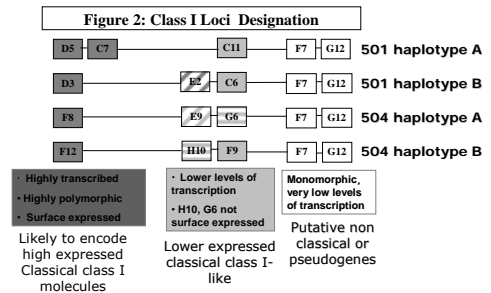 Figure 2: Class I Loci Designation
D5 C7 C11 F7 G12 501 haplotype A
D3 E2 C6 F7 G12 501 haplotype B
F8 E9 G6 F7 G12 504 haplotype A
F12 H10 F9 F7 G12 504 haplotype B
· Highly transcribed
·Highly polymorphic
· Surface expressed
Likely to encode
high expressed
Classical class I
molecules
· Lower levels of
transcription
• H10, G6 not
surface expressed
Lower expressed
classical class I-
like
Monomorphic,
very low levels
of transcription
Putative non
classical or
pseudogenes